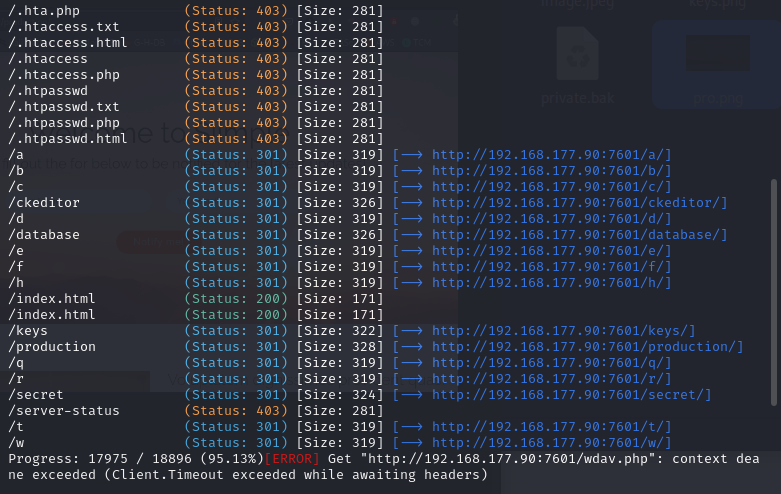 image.jpeg keys.png
/.hta.php (Status: 403) [Size: 281]
/.htaccess.txt (Status: 403) [Size: 281]
/.htaccess.html (Status: 403) [Size: 281]
/.htaccess (Status: 403) [Size: 281]
/.htaccess.php (Status: 403) [Size: 281]
/.htpasswd (Status: 403) [Size: 281]
/.htpasswd.txt (Status: 403) [Size: 281]
private.bak
/.htpasswd.php (Status: 403) [Size: 281]
/.htpasswd.html (Status: 403) [Size: 281]
/a (Status: 301) [Size: 319] [--> http://192.168.177.90:7601/a/]
/b (Status: 301) [Size: 319] [--> http://192.168.177.90:7601/b/]
/c (Status: 301) [Size: 319] [--> http://192.168.177.90:7601/c/]
/ckeditor (Status: 301) [Size: 326] [--> http://192.168.177.90:7601/ckeditor/]
/d (Status: 301) [Size: 319] [--> http://192.168.177.90:7601/d/]
/database (Status: 301) [Size: 326] [--> http://192.168.177.90:7601/database/]
/e (Status: 301) [Size: 319] [--> http://192.168.177.90:7601/e/]
/f (Status: 301) [Size: 319] [--> http://192.168.177.90:7601/f/]
/h (Status: 301) [Size: 319] [--> http://192.168.177.90:7601/h/]
/index.html (Status: 200) [Size: 171]
/index.html (Status: 200) [Size: 171]
/keys (Status: 301) [Size: 322] [--> http://192.168.177.90:7601/keys/]
/production (Status: 301) [Size: 328] [--> http://192.168.177.90:7601/production/]
/q (Status: 301) [Size: 319] [--> http://192.168.177.90:7601/q/]
/r (Status: 301) [Size: 319] [--> http://192.168.177.90:7601/r/]
/secret (Status: 301) [Size: 324] [--> http://192.168.177.90:7601/secret/]
/server-status (Status: 403) [Size: 281]
/t (Status: 301) [Size: 319] [--> http://192.168.177.90:7601/t/]
/w (Status: 301) [Size: 319] [--> http://192.168.177.90:7601/w/]
Progress: 17975 / 18896 (95.13%)[ERROR] Get "http://192.168.177.90:7601/wdav.php": context dea
ne exceeded (Client.Timeout exceeded while awaiting headers)